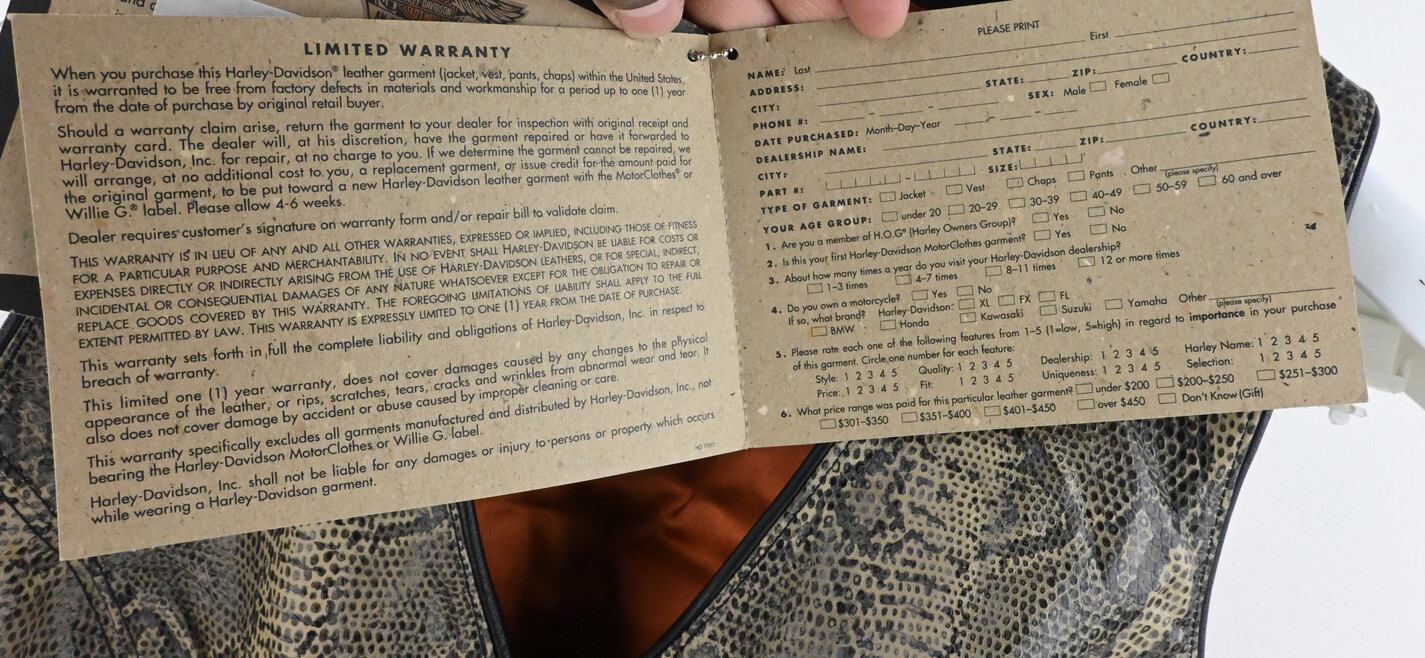 LIMITED WARRANTY
When you purchase this Harley-Davidson® leather garment (jacket, vest, pants, chaps) within the United States,
it is warranted to be free from factory defects in materials and workmanship for a period up to one (1) year
from the date of purchase by original retail buyer.
Should a warranty claim arise, return the garment to your dealer for inspection with original receipt and
warranty card. The dealer will, at his discretion, have the garment repaired or have it forwarded to
Harley-Davidson, Inc. for repair, at no charge to you. If we determine the garment cannot be repaired, we
will arrange, at no additional cost to you, a replacement garment, or issue credit for the amount paid for
the original garment, to be put toward a new Harley-Davidson leather garment with the MotorClothes® or
Willie G.® label. Please allow 4-6 weeks.
Dealer requires customer's signature on warranty form and/or repair bill to validate claim.
THIS WARRANTY IS IN LIEU OF ANY AND ALL OTHER WARRANTIES, EXPRESSED OR IMPLIED, INCLUDING THOSE OF FITNESS
FOR A PARTICULAR PURPOSE AND MERCHANTABILITY. IN NO EVENT SHALL HARLEY-DAVIDSON BE LIABLE FOR COSTS OR
EXPENSES DIRECTLY OR INDIRECTLY ARISING FROM THE USE OF HARLEY-DAVIDSON LEATHERS, OR FOR SPECIAL, INDIRECT,
INCIDENTAL OR CONSEQUENTIAL DAMAGES OF ANY NATURE WHATSOEVER EXCEPT FOR THE OBLIGATION TO REPAIR OR
REPLACE GOODS COVERED BY THIS WARRANTY. THE FOREGOING LIMITATIONS OF LIABILITY SHALL APPLY TO THE FULL
EXTENT PERMITTED BY LAW. THIS WARRANTY IS EXPRESSLY LIMITED TO ONE (1) YEAR FROM THE DATE OF PURCHASE.
This warranty sets forth in full the complete liability and obligations of Harley-Davidson, Inc. in respect to
breach of warranty.
This limited one (1) year warranty, does not cover damages caused by any changes to the physical
appearance of the leather, or rips, scratches, tears, cracks and wrinkles from abnormal wear and tear. It
also does not cover damage by accident or abuse caused by improper cleaning or care.
This warranty specifically excludes all garments manufactured and distributed by Harley-Davidson, Inc., not
bearing the Harley-Davidson MotorClothes or Willie G. label.
Harley-Davidson, Inc. shall not be liable for any damages or injury to persons or property which occurs
while wearing a Harley-Davidson garment.
PLEASE PRINT
NAME: Last First
ADDRESS:
CITY: STATE: ZIP: COUNTRY:
PHONE #: SEX: Male Female
DATE PURCHASED: Month–Day–Year
DEALERSHIP NAME:
CITY: STATE: ZIP: COUNTRY:
PART #: SIZE:
TYPE OF GARMENT: Jacket Vest Chaps Pants Other (please specify)
YOUR AGE GROUP: under 20 20–29 30–39 40–49 50–59 60 and over
1. Are you a member of H.O.G® (Harley Owners Group)? Yes No
2. Is this your first Harley-Davidson MotorClothes garment? Yes No
3. About how many times a year do you visit your Harley-Davidson dealership?
1–3 times 4–7 times 8–11 times 12 or more times
4. Do you own a motorcycle? Yes No
If so, what brand? Harley-Davidson: XL FX FL
BMW Honda Kawasaki Suzuki Yamaha Other (please specify)
5. Please rate each one of the following features from 1–5 (1=low, 5=high) in regard to importance in your purchase
of this garment. Circle one number for each feature:
Style: 1 2 3 4 5 Quality: 1 2 3 4 5 Dealership: 1 2 3 4 5 Harley Name: 1 2 3 4 5
Price: 1 2 3 4 5 Fit: 1 2 3 4 5 Uniqueness: 1 2 3 4 5 Selection: 1 2 3 4 5
6. What price range was paid for this particular leather garment? under $200 $200–$250 $251–$300
$301–$350 $351–$400 $401–$450 over $450 Don't Know (Gift)